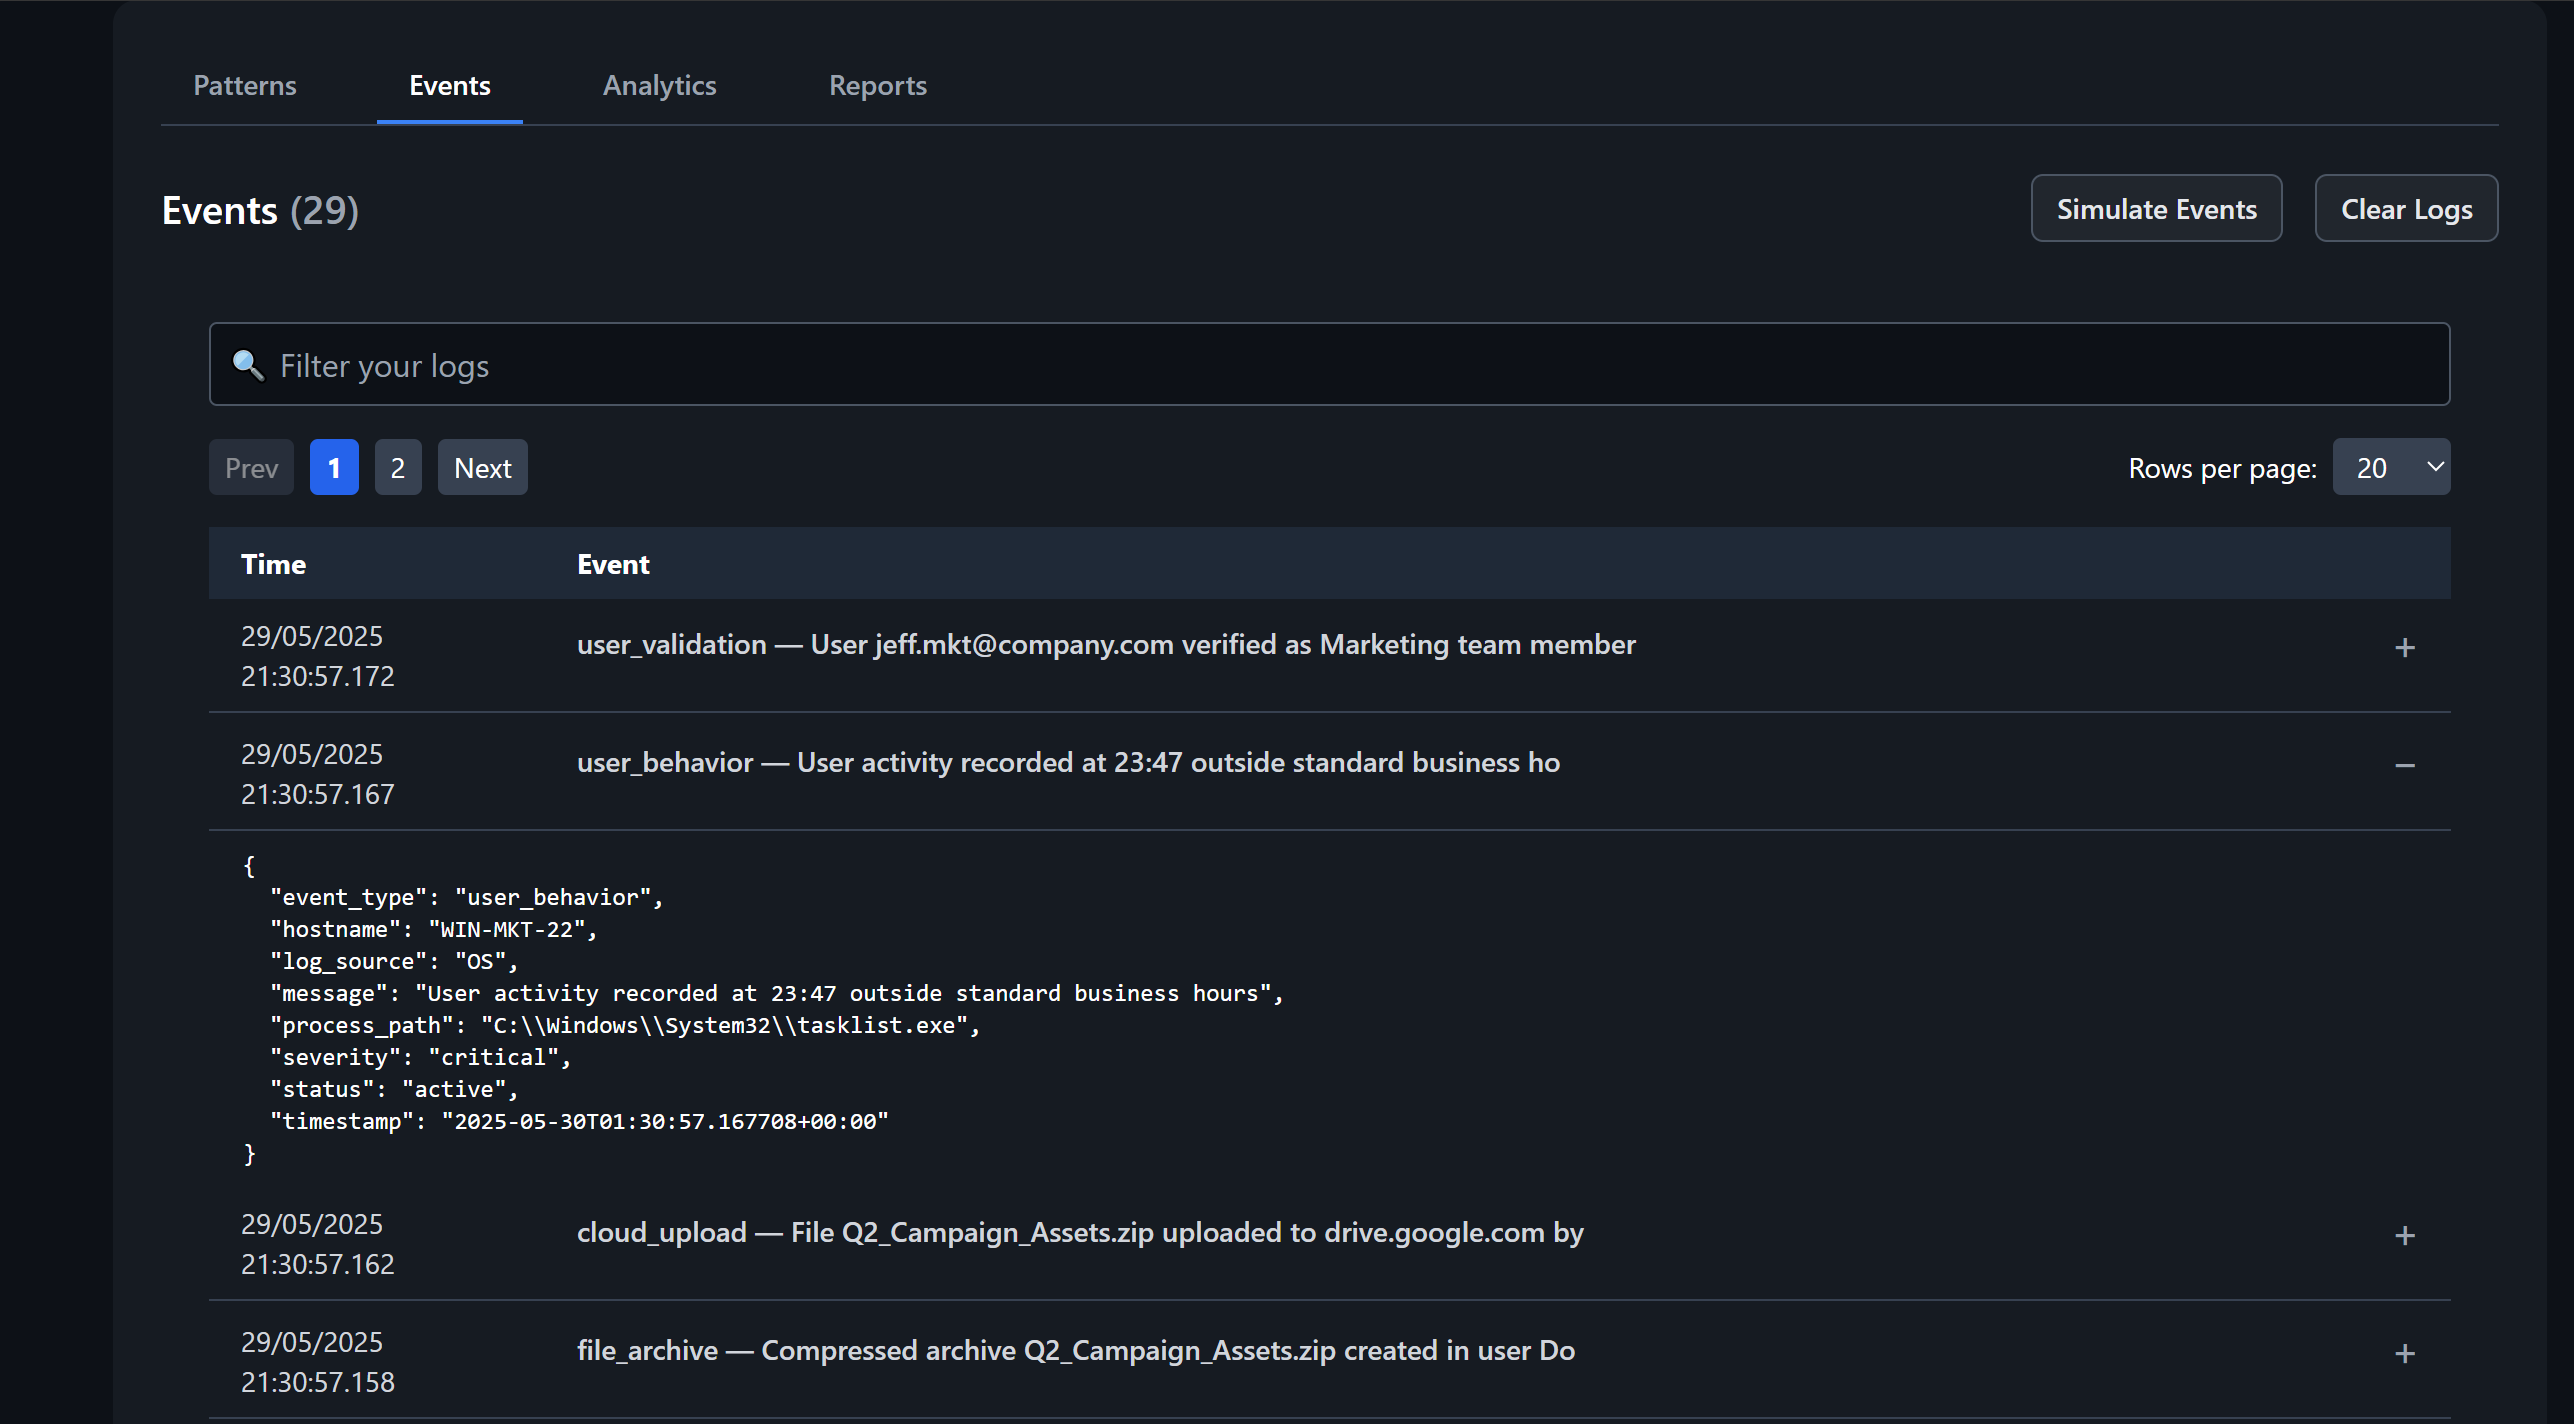 Patterns Events Analytics Reports
Events (29) Simulate Events Clear Logs
Filter your logs
Prev 1 2 Next Rows per page: 20
Time Event
29/05/2025
21:30:57.172
user_validation — User jeff.mkt@company.com verified as Marketing team member +
29/05/2025
21:30:57.167
user_behavior — User activity recorded at 23:47 outside standard business ho −
{
  "event_type": "user_behavior",
  "hostname": "WIN-MKT-22",
  "log_source": "OS",
  "message": "User activity recorded at 23:47 outside standard business hours",
  "process_path": "C:\\Windows\\System32\\tasklist.exe",
  "severity": "critical",
  "status": "active",
  "timestamp": "2025-05-30T01:30:57.167708+00:00"
}
29/05/2025
21:30:57.162
cloud_upload — File Q2_Campaign_Assets.zip uploaded to drive.google.com by +
29/05/2025
21:30:57.158
file_archive — Compressed archive Q2_Campaign_Assets.zip created in user Do +